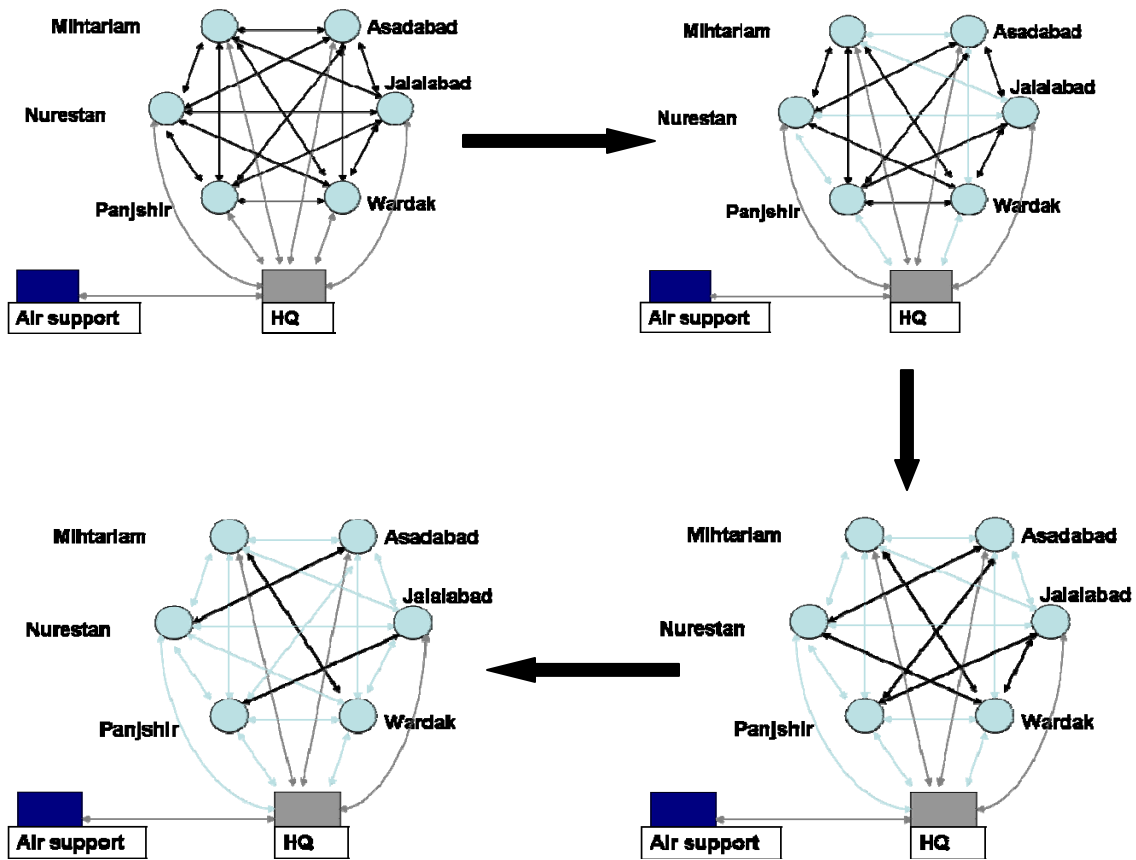 Mihtarlam
Asadabad
Jalalabad
Nurestan
Panjshir
Wardak
Air support
HQ
Mihtarlam
Asadabad
Jalalabad
Nurestan
Panjshir
Wardak
Air support
HQ
Mihtarlam
Asadabad
Jalalabad
Nurestan
Panjshir
Wardak
Air support
HQ
Mihtarlam
Asadabad
Jalalabad
Nurestan
Panjshir
Wardak
Air support
HQ